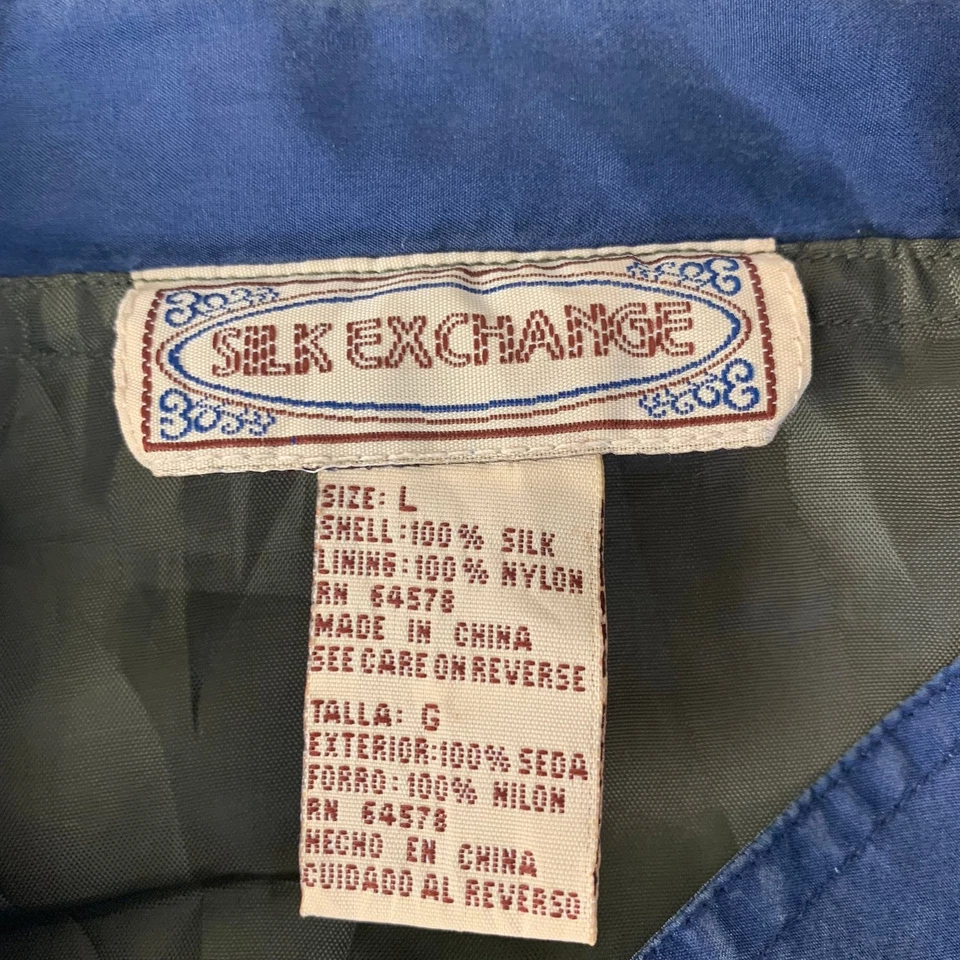 SILK EXCHANGE
SIZE: L
SHELL:100% SILK
LINING:100% NYLON
RN 64578
MADE IN CHINA
SEE CARE ON REVERSE
TALLA: G
EXTERIOR:100% SEDA
FORRO: 100% NILON
RN 64578
HECHO EN CHINA
CUIDADO AL REVERSO